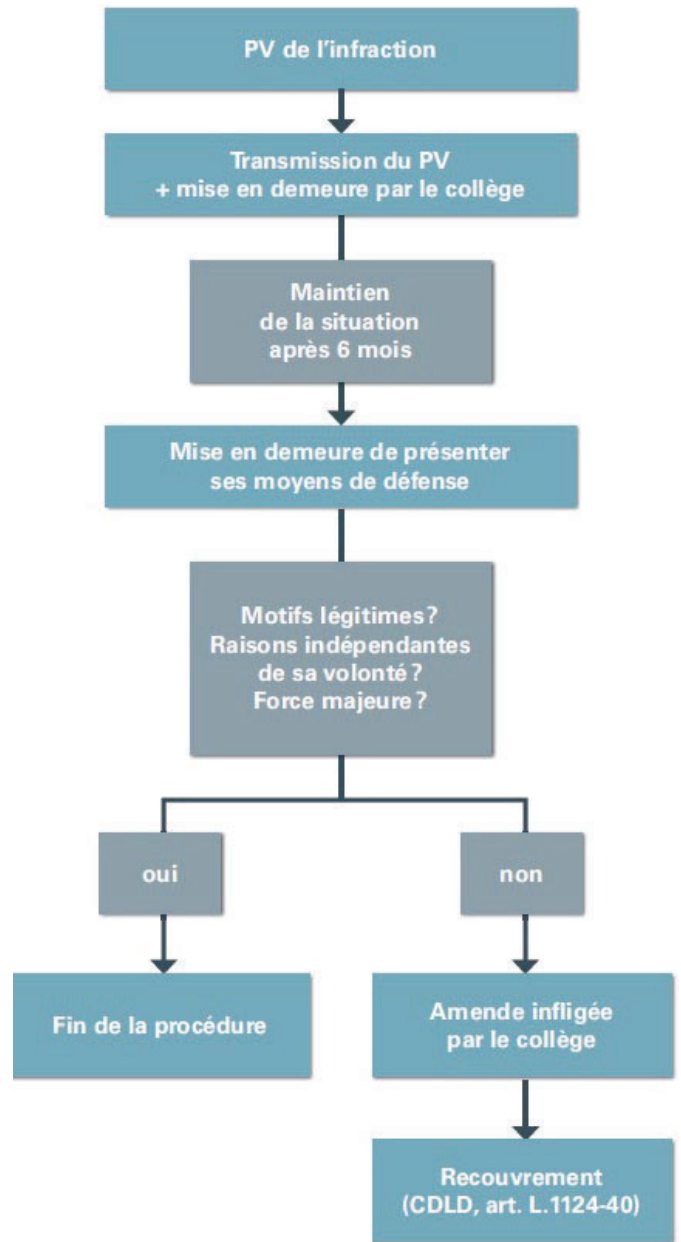 PV de l'infraction
Transmission du PV
+ mise en demeure par le collège
Maintien
de la situation
après 6 mois
Mise en demeure de présenter
ses moyens de défense
Motifs légitimes ?
Raisons indépendantes
de sa volonté ?
Force majeure ?
oui
non
Fin de la procédure
Amende infligée
par le collège
Recouvrement
(CDLD, art. L.1124-40)